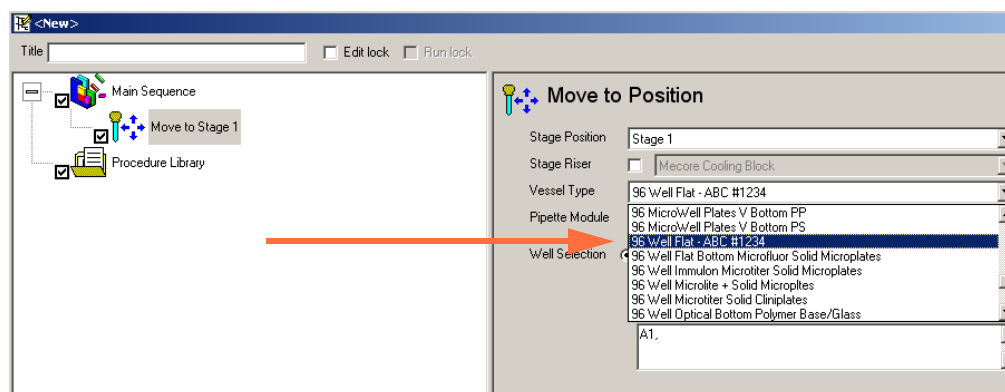 <New>
Title Edit lock Run lock
Main Sequence
Move to Stage 1
Procedure Library
Move to Position
Stage Position Stage 1
Stage Riser Mecore Cooling Block
Vessel Type 96 Well Flat - ABC #1234
Pipette Module
Well Selection
96 MicroWell Plates V Bottom PP
96 MicroWell Plates V Bottom PS
96 Well Flat - ABC #1234
96 Well Flat Bottom Microfluor Solid Microplates
96 Well Immulon Microtiter Solid Microplates
96 Well Microlite + Solid Micropltes
96 Well Microtiter Solid Cliniplates
96 Well Optical Bottom Polymer Base/Glass
A1,